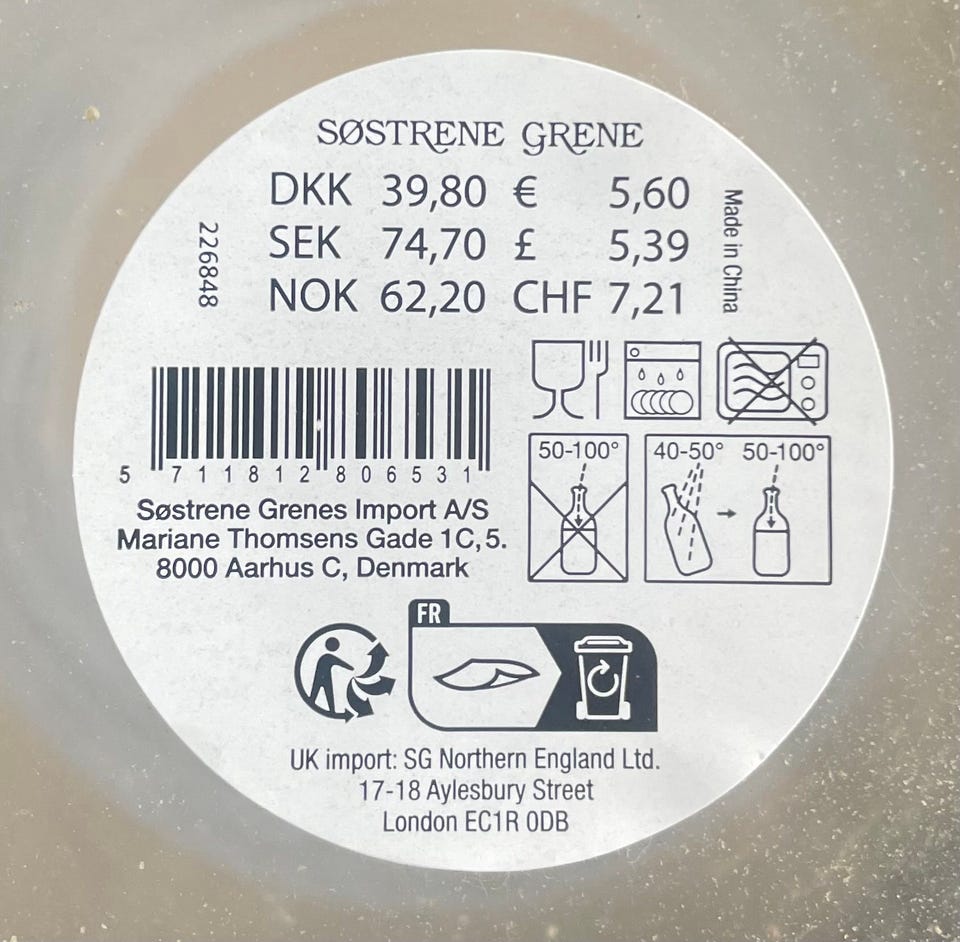 SØSTRENE GRENE
DKK 39,80 € 5,60
SEK 74,70 £ 5,39
NOK 62,20 CHF 7,21
226848
Made in China
50-100°
40-50° 50-100°
5 711812 806531
Søstrene Grenes Import A/S
Mariane Thomsens Gade 1C, 5.
8000 Aarhus C, Denmark
FR
UK import: SG Northern England Ltd.
17-18 Aylesbury Street
London EC1R 0DB